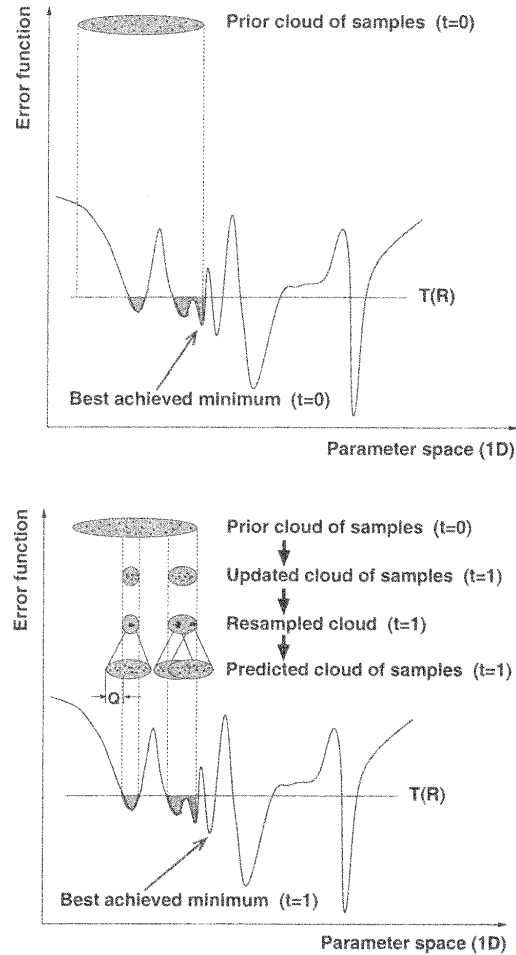 Error function
Prior cloud of samples (t=0)
T(R)
Best achieved minimum (t=0)
Parameter space (1D)
Error function
Prior cloud of samples (t=0)
Updated cloud of samples (t=1)
Resampled cloud (t=1)
Predicted cloud of samples (t=1)
Q
T(R)
Best achieved minimum (t=1)
Parameter space (1D)